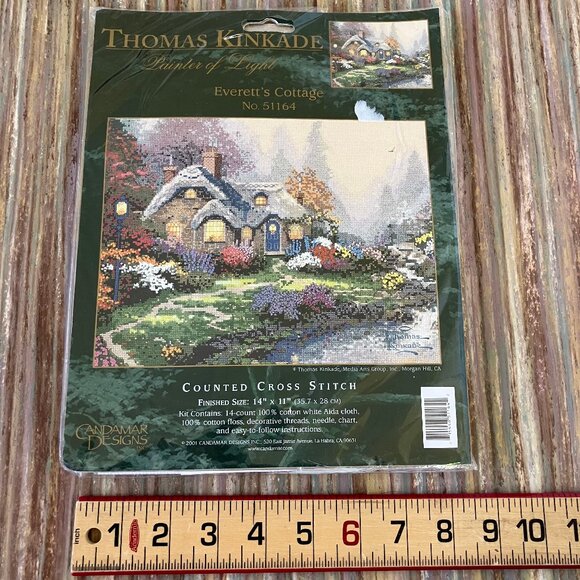 THOMAS KINKADE
Painter of Light
Everett's Cottage
No. 51164
Thomas
Kinkade
© Thomas Kinkade, Media Arts Group, Inc., Morgan Hill, CA
COUNTED CROSS STITCH
FINISHED SIZE: 14" x 11" (35.7 x 28 CM)
Kit Contains: 14-count 100% cotton white Aida cloth,
100% cotton floss, decorative threads, needle, chart,
and easy-to-follow instructions.
© 2001 CANDAMAR DESIGNS INC., 520 East Jamie Avenue, La Habra, CA 90631
www.candamar.com
CANDAMAR
DESIGNS
1 2 3 4 5 6 7 8 9 10